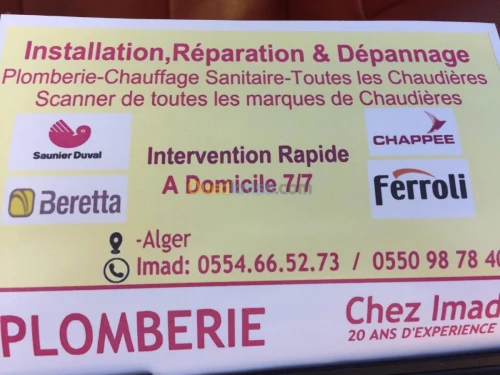 Installation,Réparation & Dépannage
Plomberie-Chauffage Sanitaire-Toutes les Chaudières
Scanner de toutes les marques de Chaudières
Saunier Duval
CHAPPEE
Intervention Rapide
Beretta
A Domicile 7/7
Ferroli
-Alger
Imad: 0554.66.52.73 / 0550 98 78 40
PLOMBERIE
Chez Imad
20 ANS D'EXPERIENCE